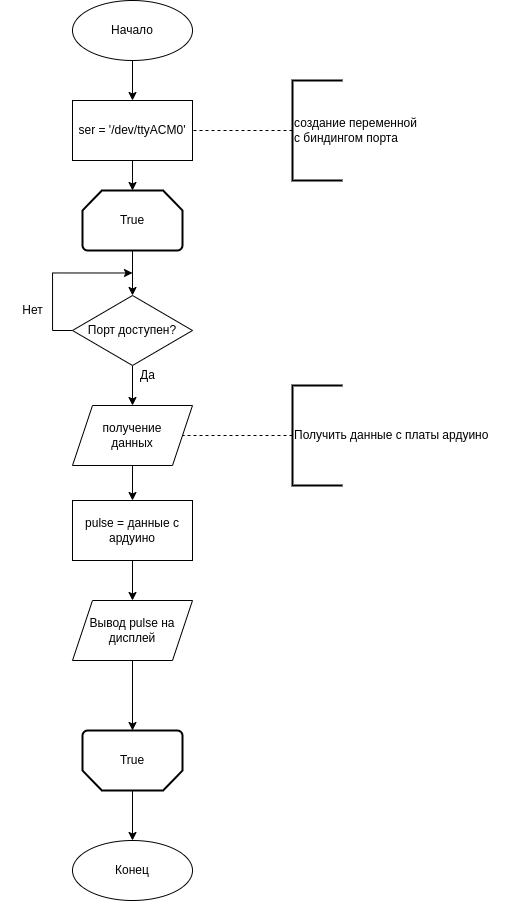 Начало
ser = '/dev/ttyACM0'
создание переменной
с биндингом порта
True
Нет
Порт доступен?
Да
получение
данных
Получить данные с платы ардуино
pulse = данные с
ардуино
Вывод pulse на
дисплей
True
Конец